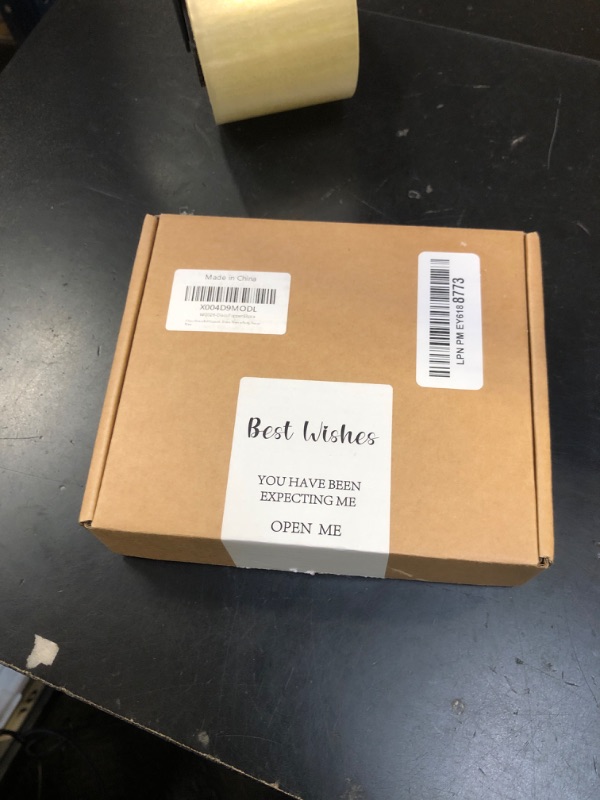 Made in China
X004D9MODL
LPN PM EY618 8773
Best Wishes
YOU HAVE BEEN
EXPECTING ME
OPEN ME